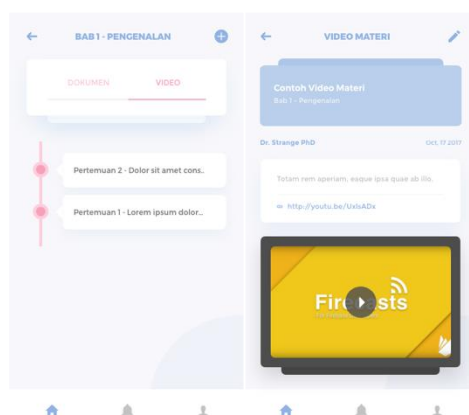 BAB 1 - PENGENALAN
DOKUMEN VIDEO
Pertemuan 2 - Dolor sit amet cons..
Pertemuan 1 - Lorem ipsum dolor...
VIDEO MATERI
Contoh Video Materi
Bab 1 - Pengenalan
Dr. Strange PhD Oct, 17 2017
Totam rem aperiam, eaque ipsa quae ab illo.
http://youtu.be/UxlsADx